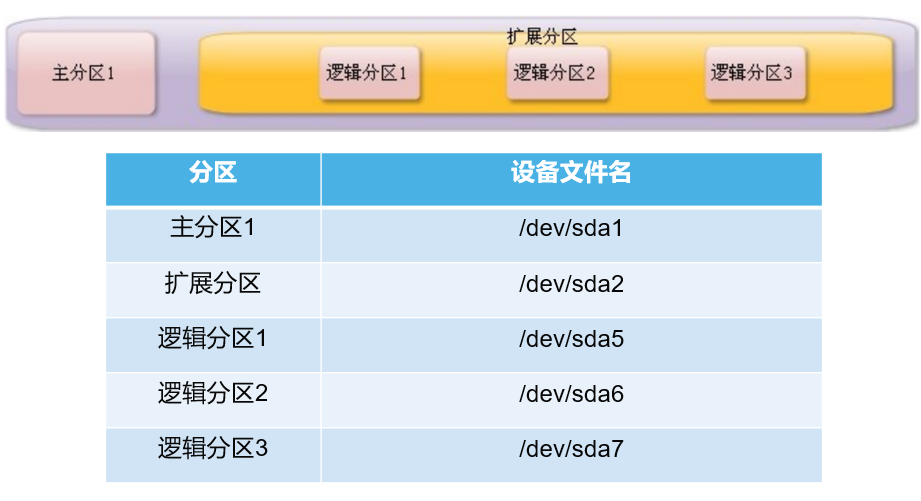 扩展分区
主分区1
逻辑分区1
逻辑分区2
逻辑分区3
分区 设备文件名
主分区1 /dev/sda1
扩展分区 /dev/sda2
逻辑分区1 /dev/sda5
逻辑分区2 /dev/sda6
逻辑分区3 /dev/sda7